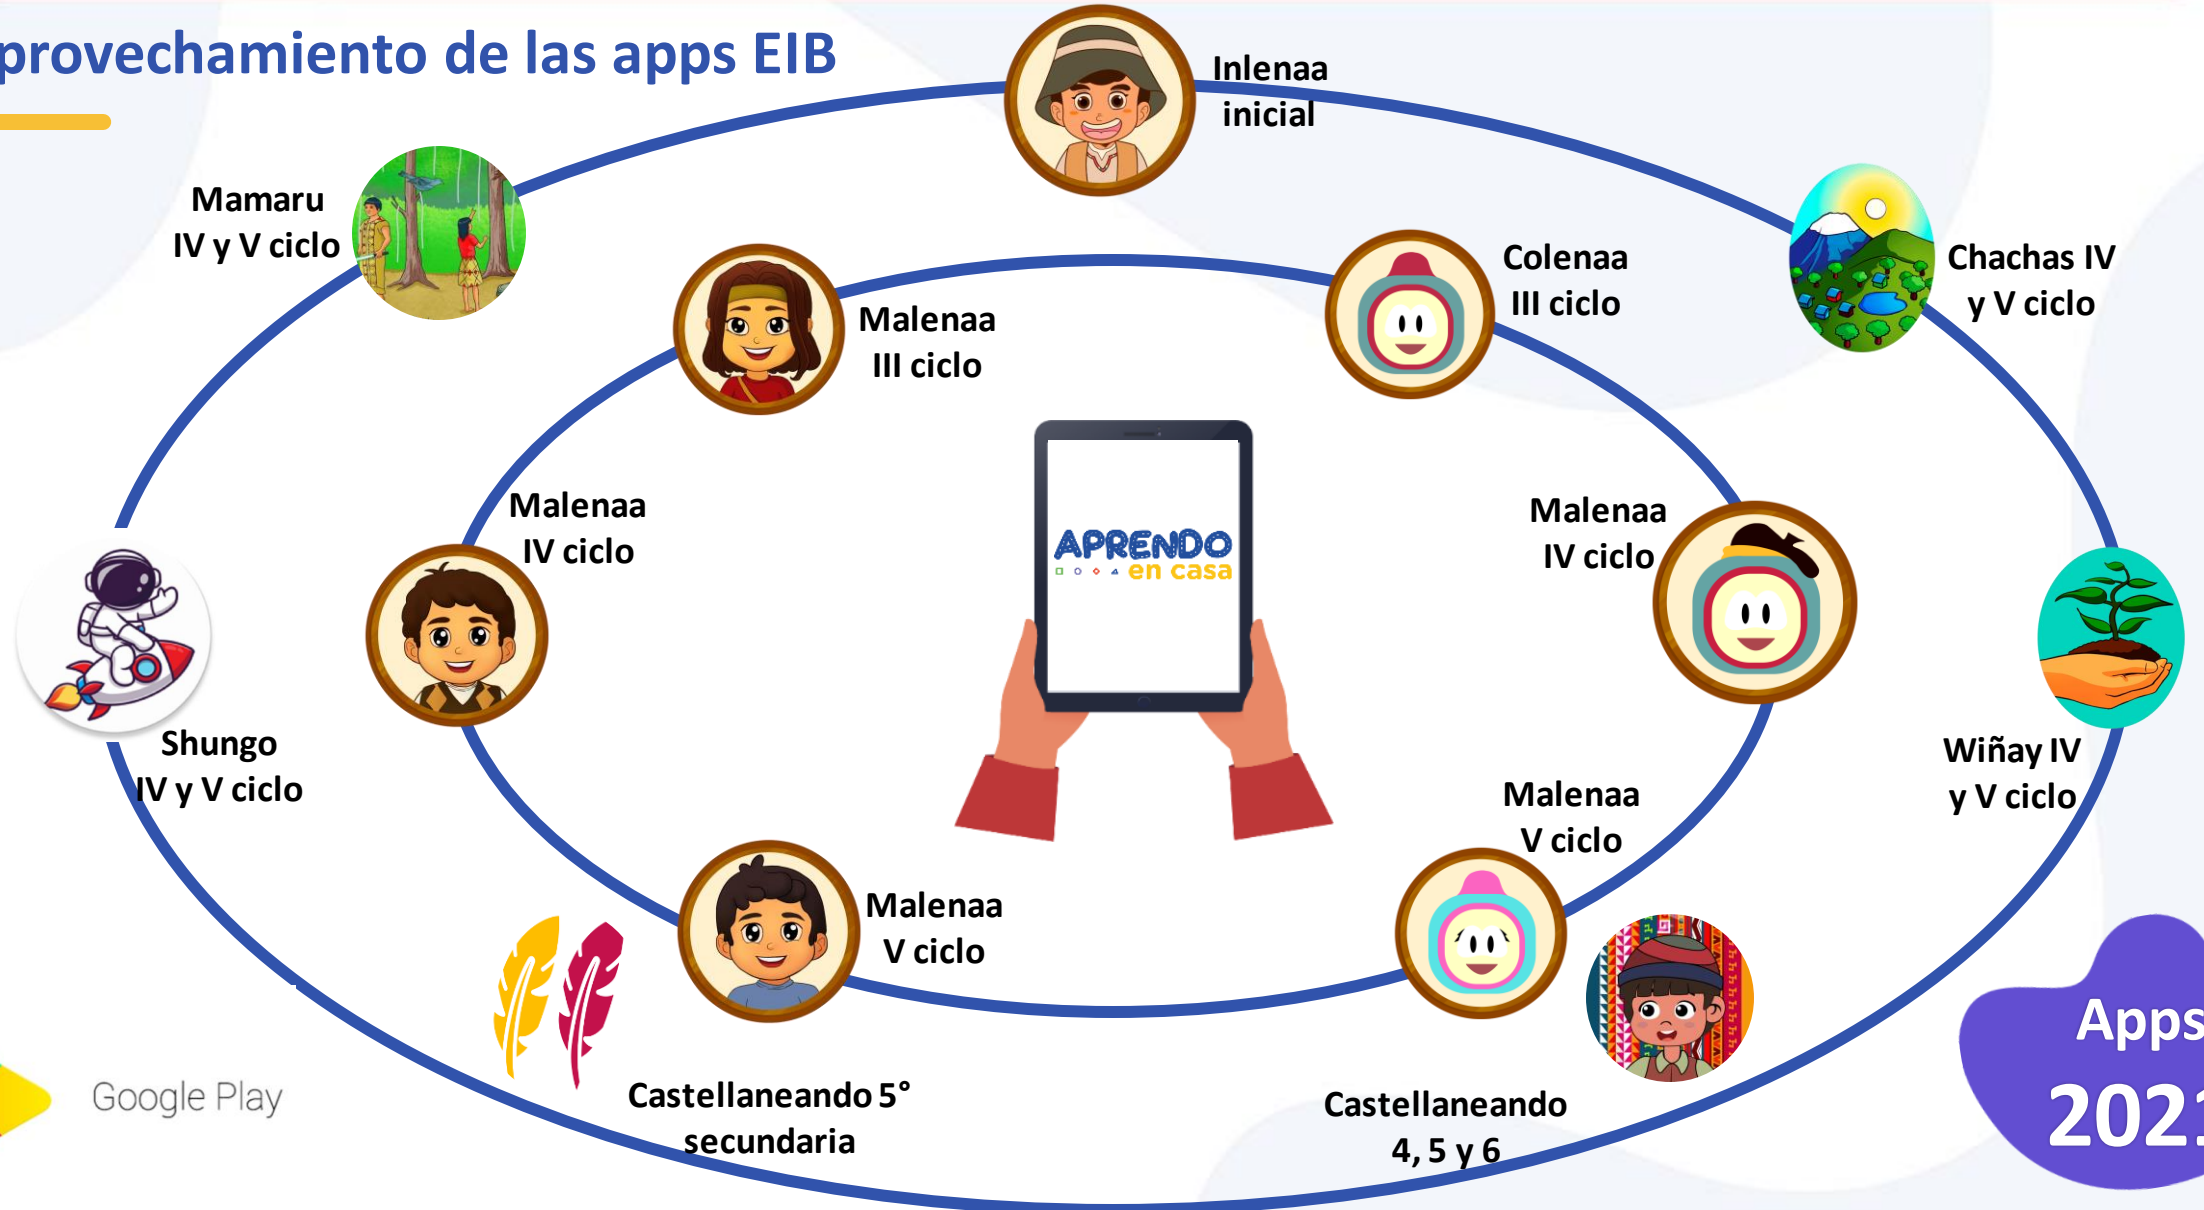 provechamiento de las apps EIB
Inlenaa
inicial
Mamaru
IV y V ciclo
Colenaa
III ciclo
Chachas IV
y V ciclo
Malenaa
III ciclo
Malenaa
IV ciclo
Malenaa
IV ciclo
APRENDO
en casa
Shungo
IV y V ciclo
Wiñay IV
y V ciclo
Malenaa
V ciclo
Malenaa
V ciclo
Castellaneando 5°
secundaria
Castellaneando
4, 5 y 6
Google Play
Apps
2021